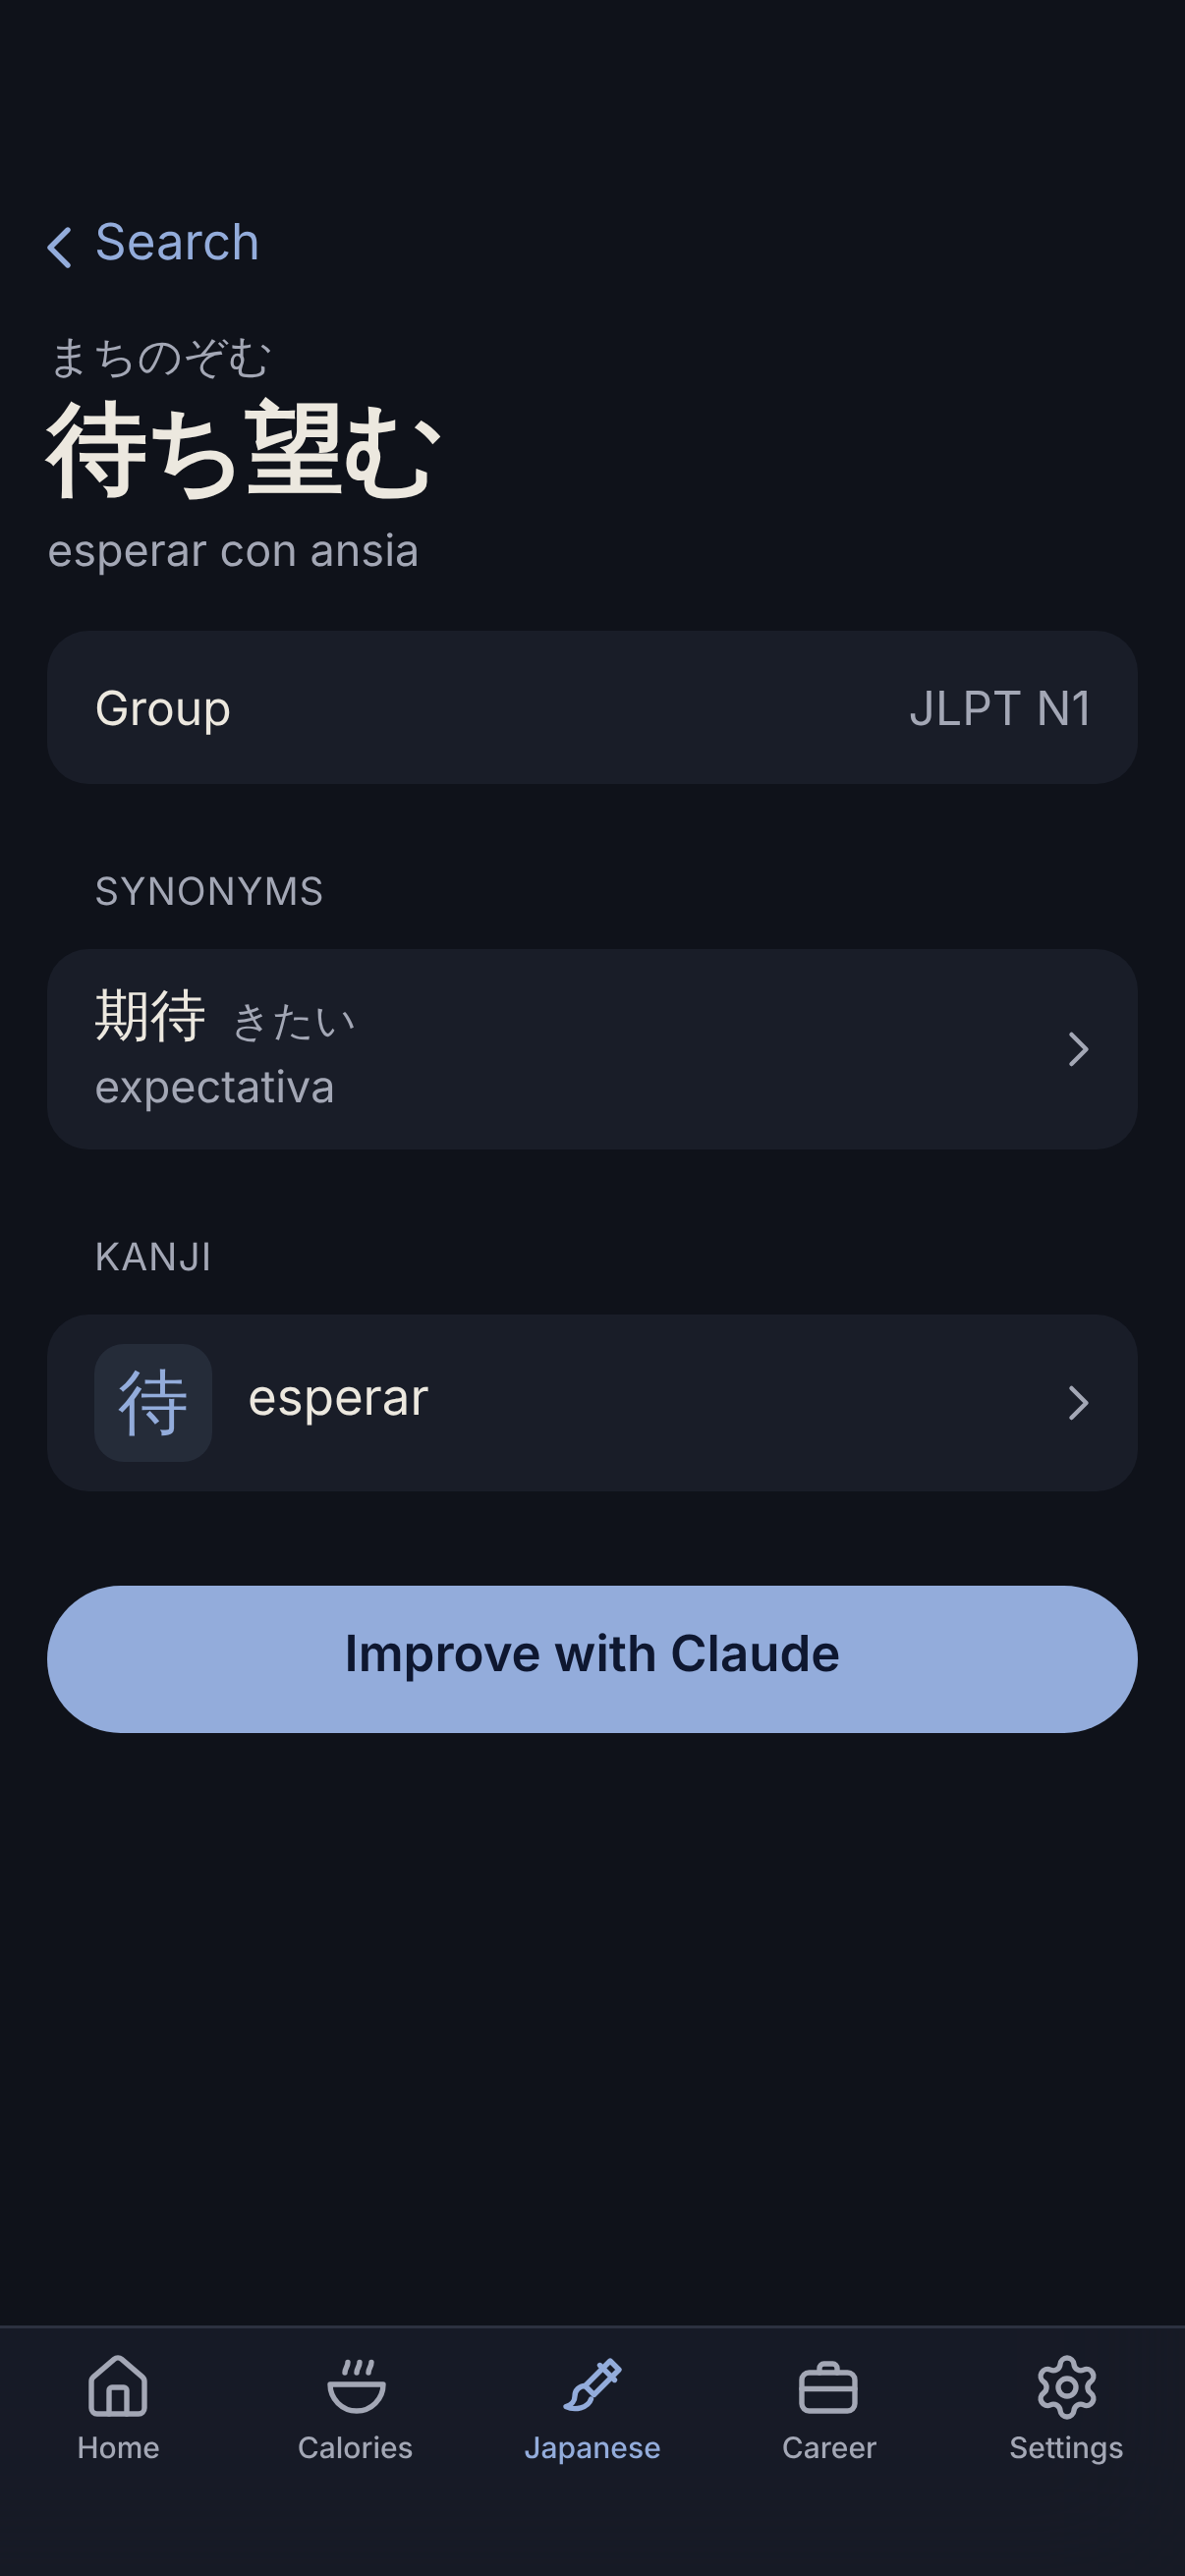 Search
まちのぞむ
待ち望む
esperar con ansia
Group JLPT N1
SYNONYMS
期待 きたい
expectativa
KANJI
待 esperar
Improve with Claude
Home Calories Japanese Career Settings